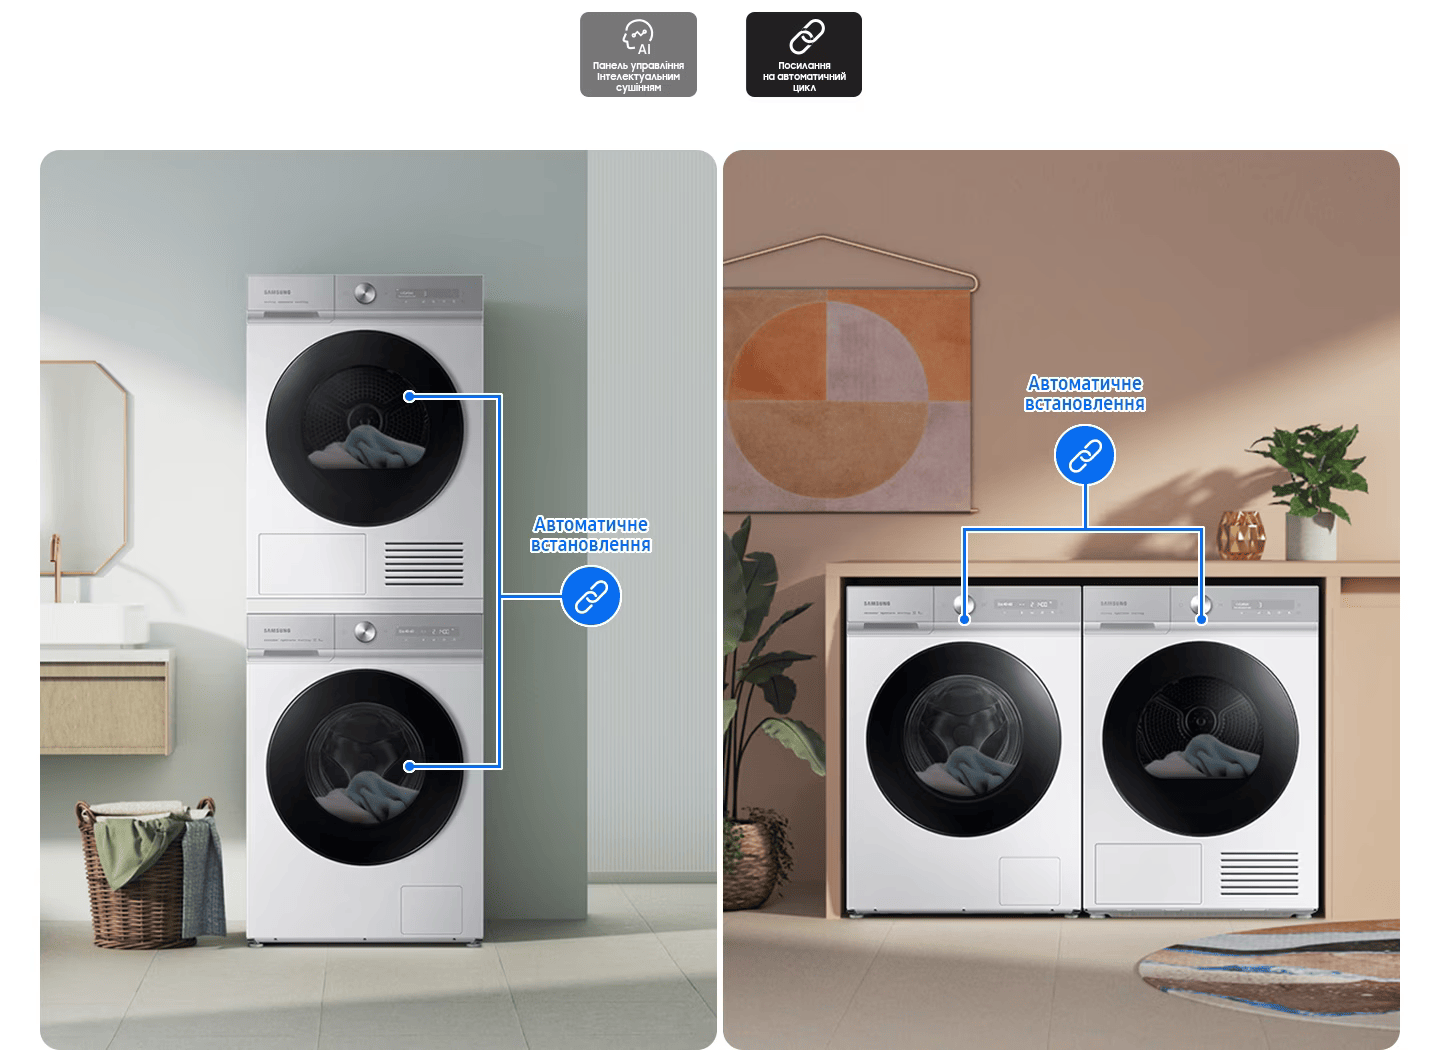 AI
Панель управління
інтелектуальним
сушінням
Посилання
на автоматичний
цикл
SAMSUNG
Автоматичне
встановлення
SAMSUNG
Автоматичне
встановлення
SAMSUNG
SAMSUNG